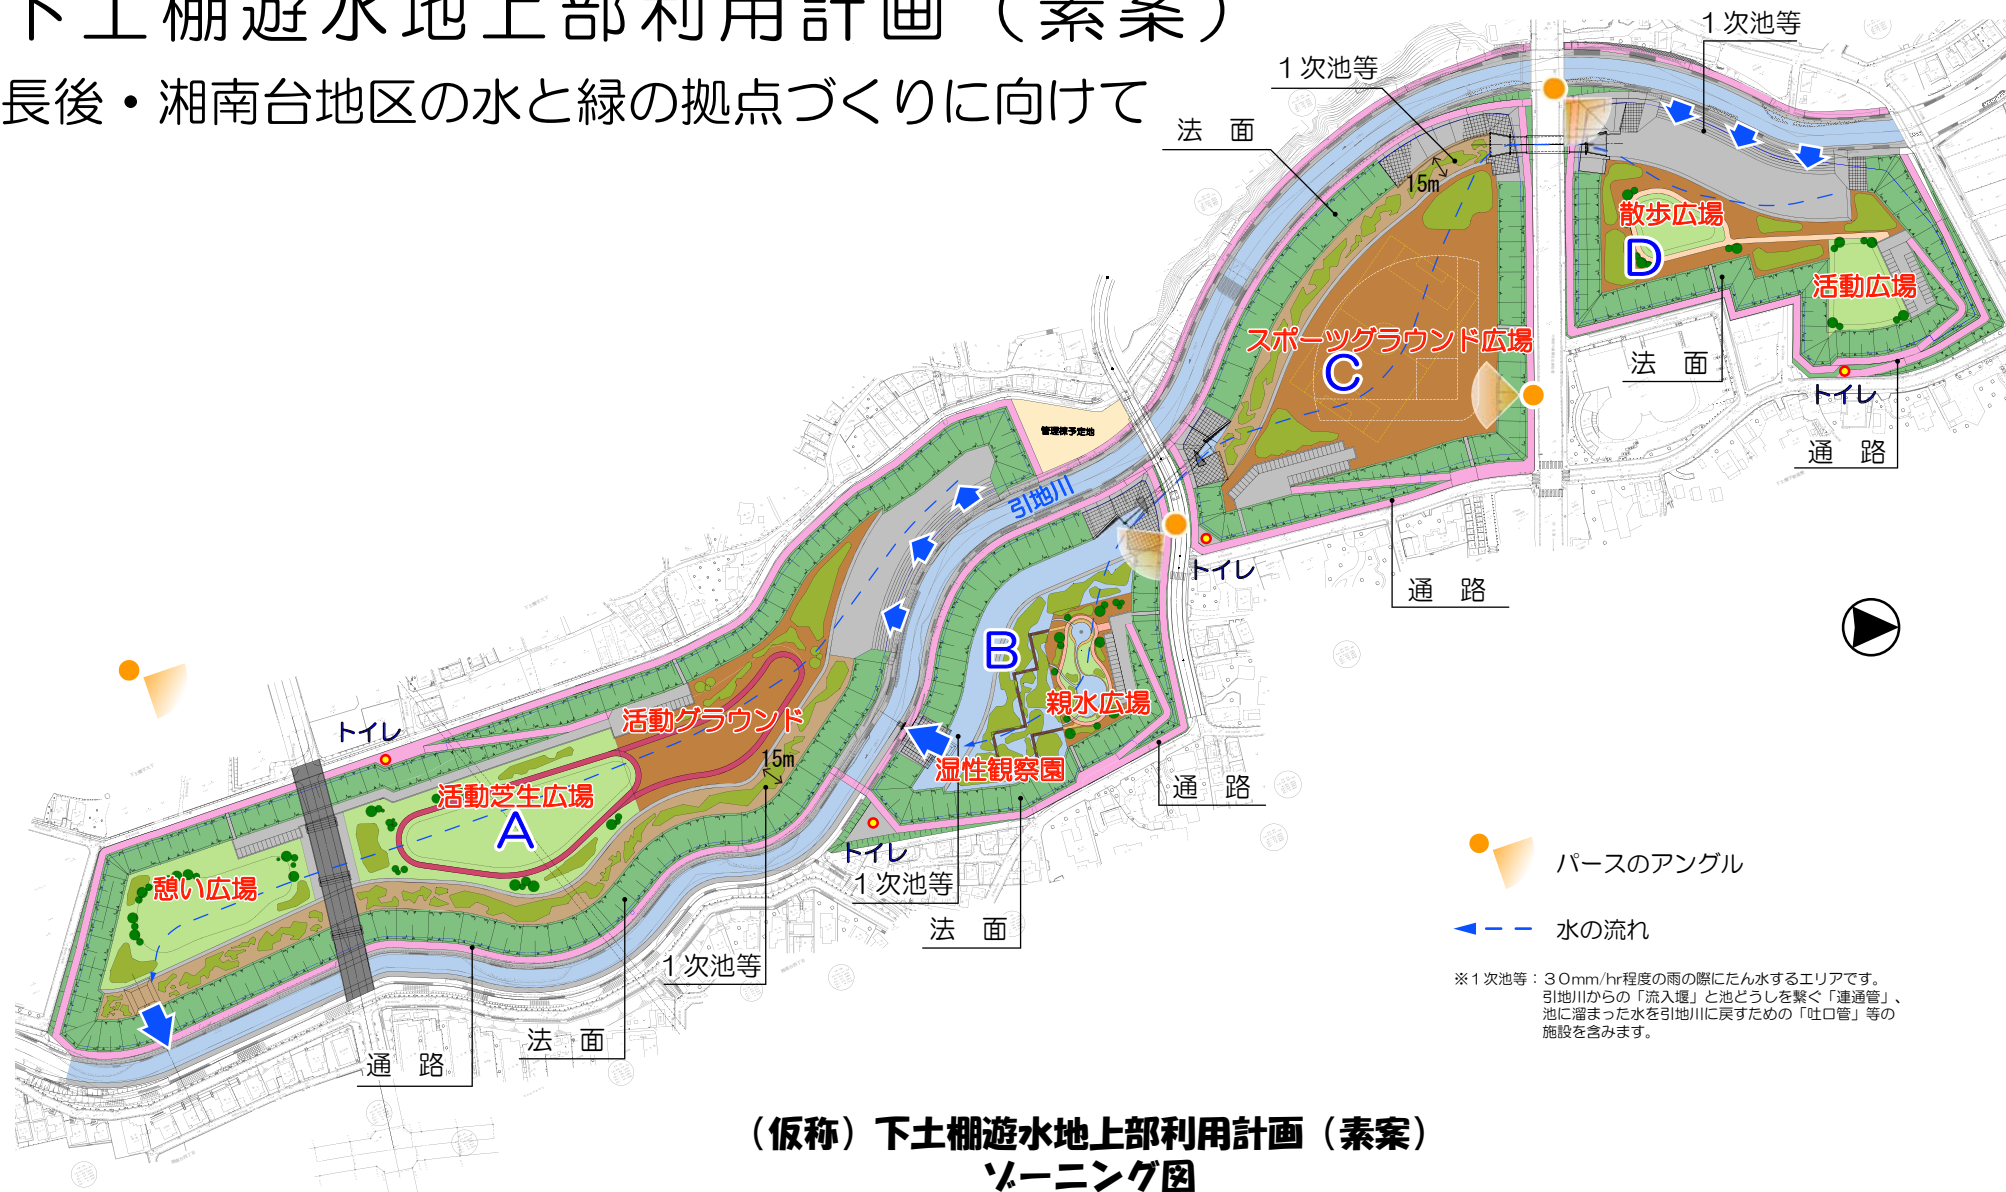 下土棚遊水地上部利用計画（素案）
長後・湘南台地区の水と緑の拠点づくりに向けて
１次池等
１次池等
法　面
15m
散歩広場
D
活動広場
スポーツグラウンド広場
C
法　面
トイレ
通　路
管理棟予定地
引地川
トイレ
通　路
B
親水広場
湿性観察園
通　路
トイレ
１次池等
法　面
トイレ
活動グラウンド
15m
活動芝生広場
A
憩い広場
１次池等
法　面
通　路
パースのアングル
水の流れ
※１次池等：３０mm/hr程度の雨の際にたん水するエリアです。
引地川からの「流入堰」と池どうしを繋ぐ「連通管」、
池に溜まった水を引地川に戻すための「吐口管」等の
施設を含みます。
（仮称）下土棚遊水地上部利用計画（素案）
ゾーニング図